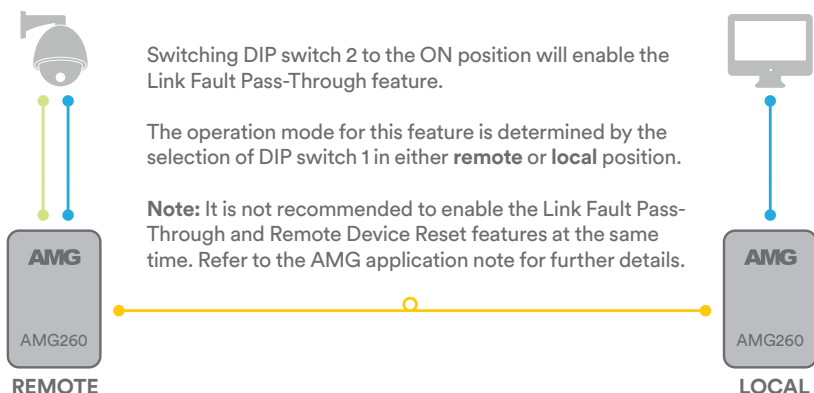 Switching DIP switch 2 to the ON position will enable the
Link Fault Pass-Through feature.
The operation mode for this feature is determined by the
selection of DIP switch 1 in either remote or local position.
Note: It is not recommended to enable the Link Fault Pass-
Through and Remote Device Reset features at the same
time. Refer to the AMG application note for further details.
AMG
AMG260
REMOTE
AMG
AMG260
LOCAL